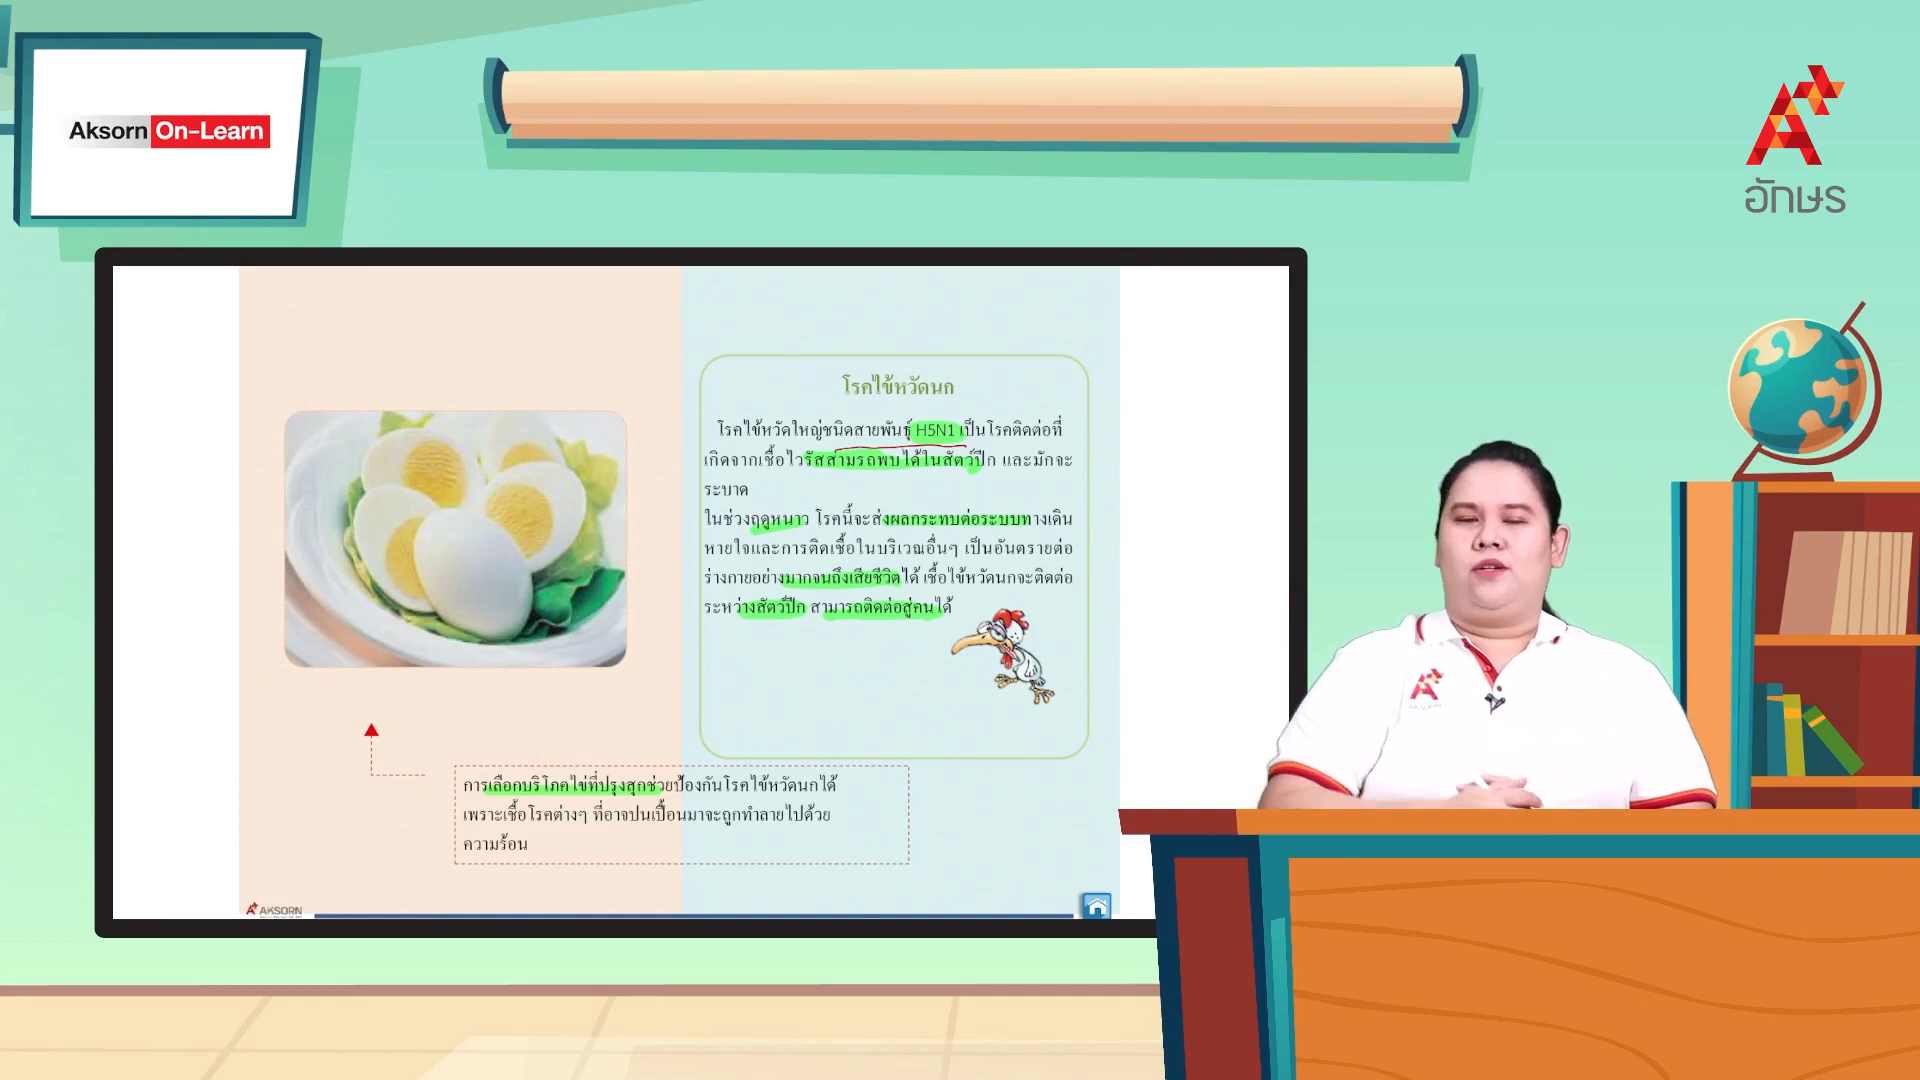 Aksorn On-Learn
อักษร
โรคไข้หวัดนก
โรคไข้หวัดใหญ่ชนิดสายพันธุ์ H5N1 เป็นโรคติดต่อที่
เกิดจากเชื้อไวรัสสามรถพบได้ในสัตว์ปีก และมักจะ
ระบาด
ในช่วงฤดูหนาว โรคนี้จะส่งผลกระทบต่อระบบทางเดิน
หายใจและการติดเชื้อในบริเวณอื่นๆ เป็นอันตรายต่อ
ร่างกายอย่างมากจนถึงเสียชีวิตได้ เชื้อไข้หวัดนกจะติดต่อ
ระหว่างสัตว์ปีก สามารถติดต่อสู่คนได้
การเลือกบริโภคไข่ที่ปรุงสุกช่วยป้องกันโรคไข้หวัดนกได้
เพราะเชื้อโรคต่างๆ ที่อาจปนเปื้อนมาจะถูกทำลายไปด้วย
ความร้อน
AKSORN